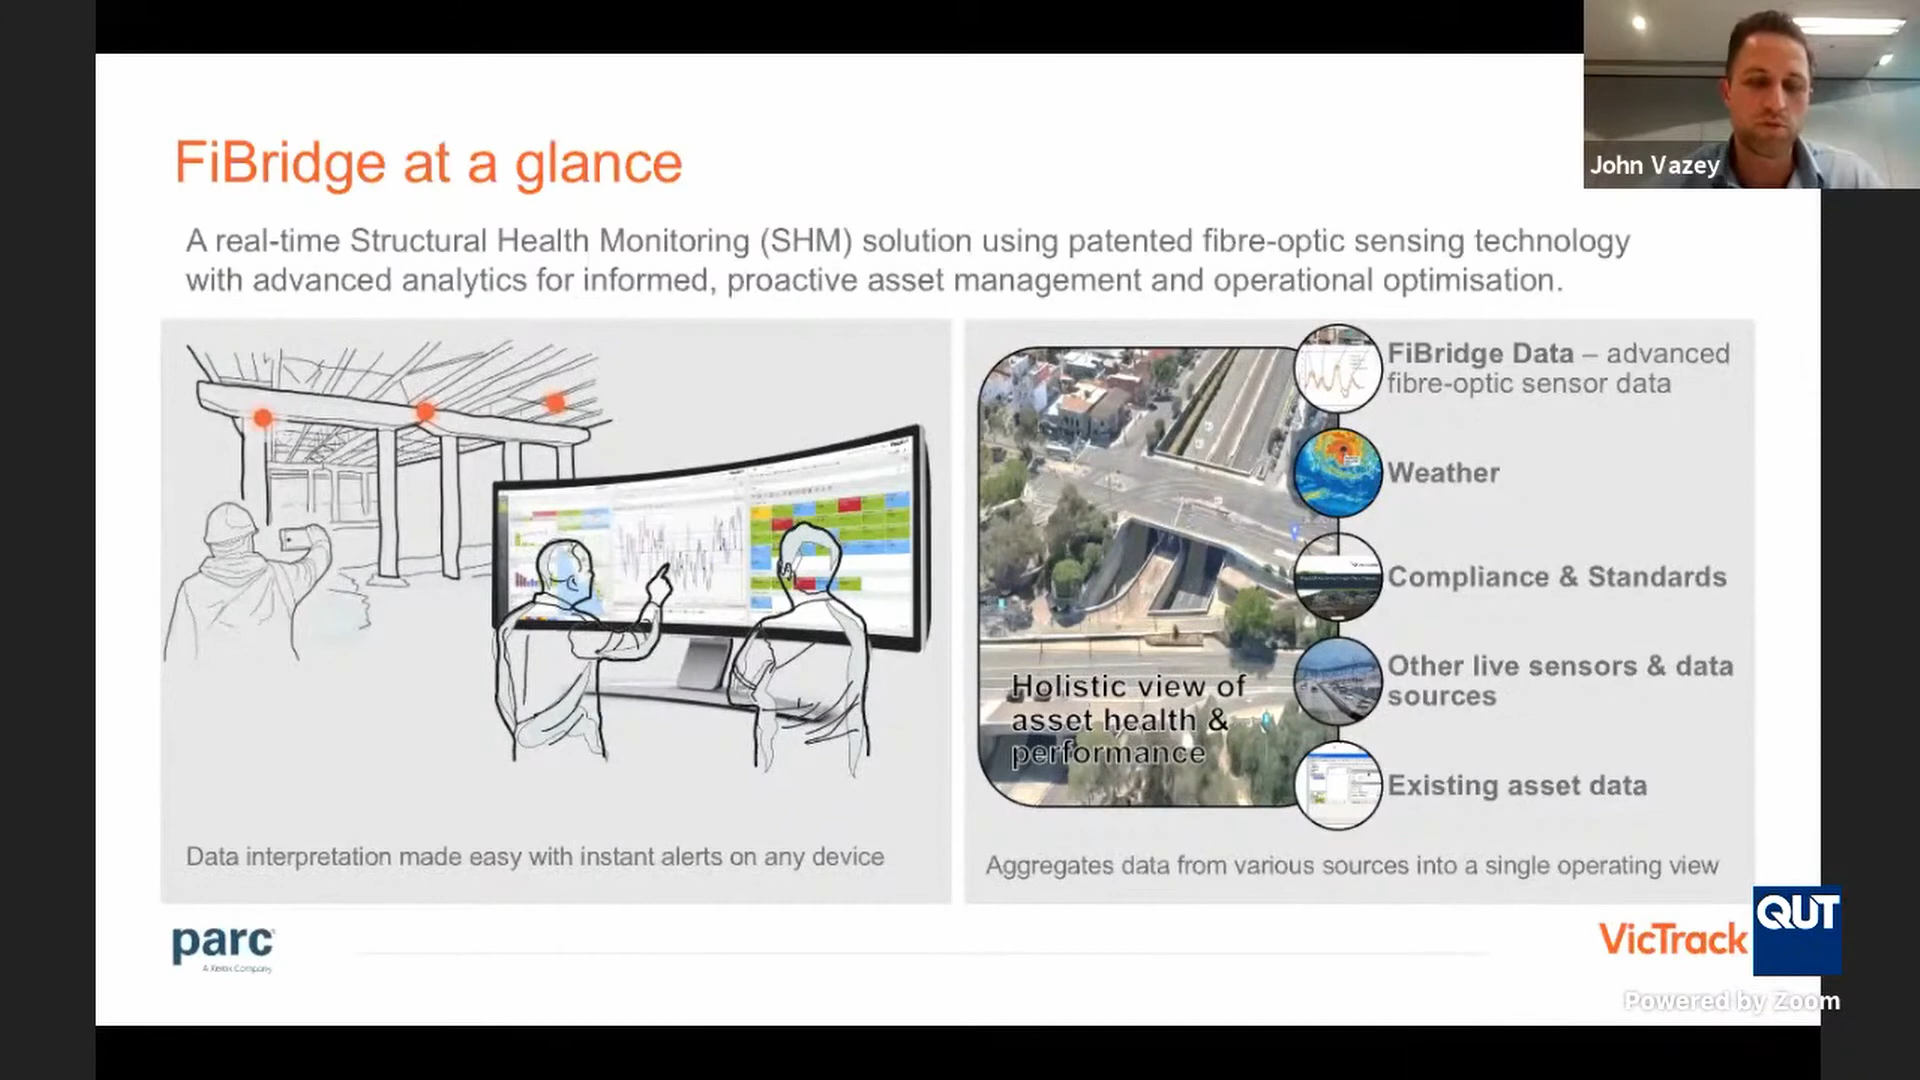 John Vazey
FiBridge at a glance
A real-time Structural Health Monitoring (SHM) solution using patented fibre-optic sensing technology
with advanced analytics for informed, proactive asset management and operational optimisation.
Data interpretation made easy with instant alerts on any device
Holistic view of
asset health &
performance
FiBridge Data – advanced
fibre-optic sensor data
Weather
Compliance & Standards
Other live sensors & data
sources
Existing asset data
Aggregates data from various sources into a single operating view
parc
A Xerox Company
VicTrack
QUT
Powered by Zoom